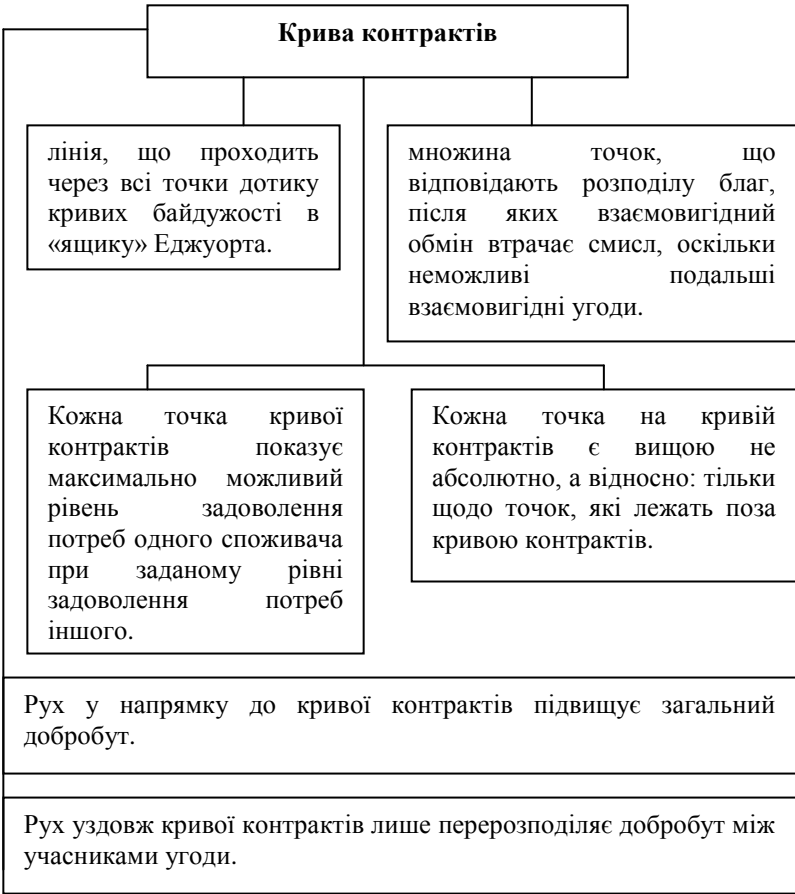 Крива контрактів
лінія, що проходить
через всі точки дотику
кривих байдужості в
«ящику» Еджуорта.
множина точок, що
відповідають розподілу благ,
після яких взаємовигідний
обмін втрачає смисл, оскільки
неможливі подальші
взаємовигідні угоди.
Кожна точка кривої
контрактів показує
максимально можливий
рівень задоволення
потреб одного споживача
при заданому рівні
задоволення потреб
іншого.
Кожна точка на кривій
контрактів є вищою не
абсолютно, а відносно: тільки
щодо точок, які лежать поза
кривою контрактів.
Рух у напрямку до кривої контрактів підвищує загальний
добробут.
Рух уздовж кривої контрактів лише перерозподіляє добробут між
учасниками угоди.